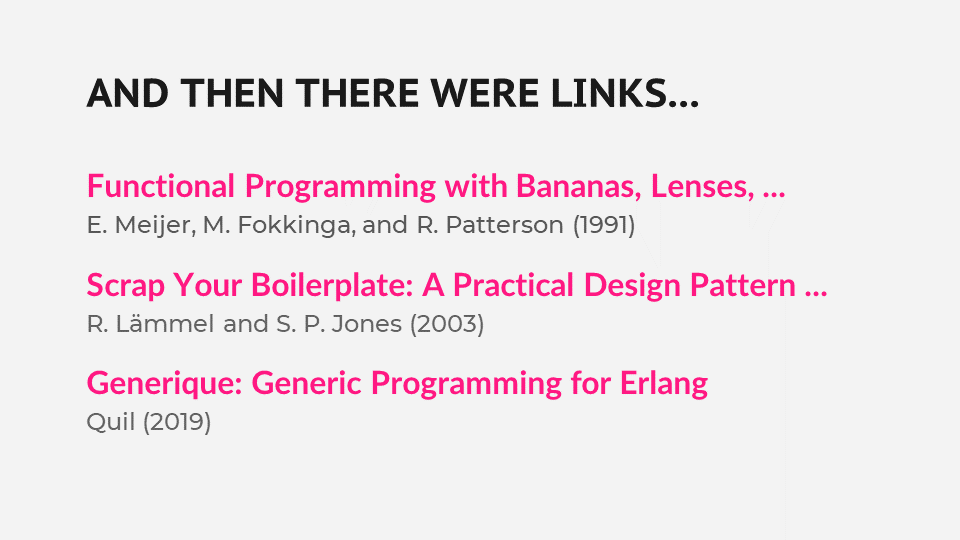 AND THEN THERE WERE LINKS...
Functional Programming with Bananas, Lenses, ...
E. Meijer, M. Fokkinga, and R. Patterson (1991)
Scrap Your Boilerplate: A Practical Design Pattern ...
R. Lämmel and S. P. Jones (2003)
Generique: Generic Programming for Erlang
Quil (2019)